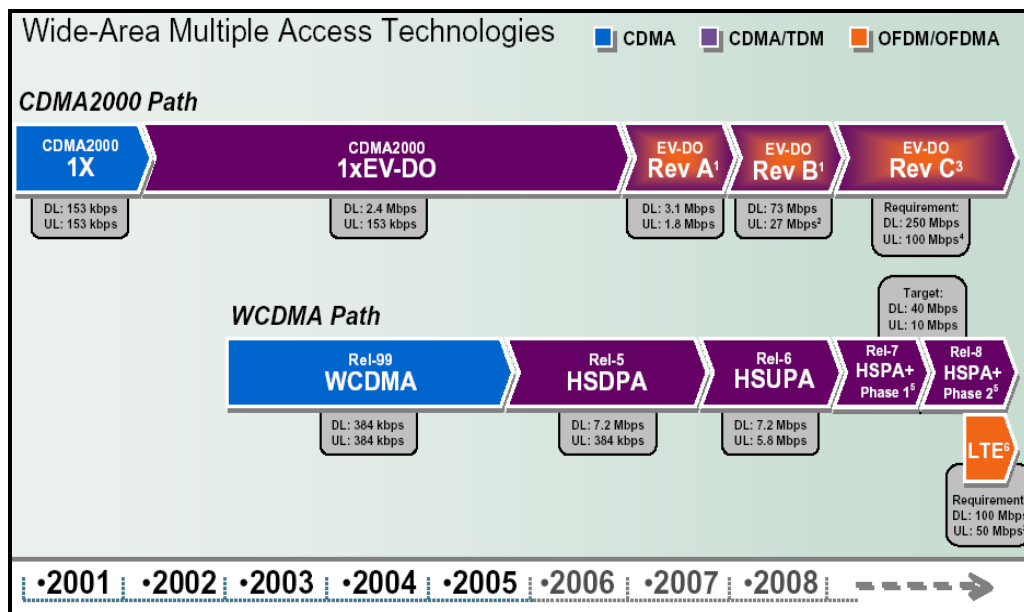 Wide-Area Multiple Access Technologies
CDMA
CDMA/TDM
OFDM/OFDMA
CDMA2000 Path
CDMA2000
1X
CDMA2000
1xEV-DO
EV-DO
Rev A¹
EV-DO
Rev B¹
EV-DO
Rev C³
DL: 153 kbps
UL: 153 kbps
DL: 2.4 Mbps
UL: 153 kbps
DL: 3.1 Mbps
UL: 1.8 Mbps
DL: 73 Mbps
UL: 27 Mbps²
Requirement:
DL: 250 Mbps
UL: 100 Mbps⁴
Target:
DL: 40 Mbps
UL: 10 Mbps
WCDMA Path
Rel-99
WCDMA
Rel-5
HSDPA
Rel-6
HSUPA
Rel-7
HSPA+
Phase 1⁵
Rel-8
HSPA+
Phase 2⁵
DL: 384 kbps
UL: 384 kbps
DL: 7.2 Mbps
UL: 384 kbps
DL: 7.2 Mbps
UL: 5.8 Mbps
LTE⁶
Requirement
DL: 100 Mbps
UL: 50 Mbps
•2001 •2002 •2003 •2004 •2005 •2006 •2007 •2008